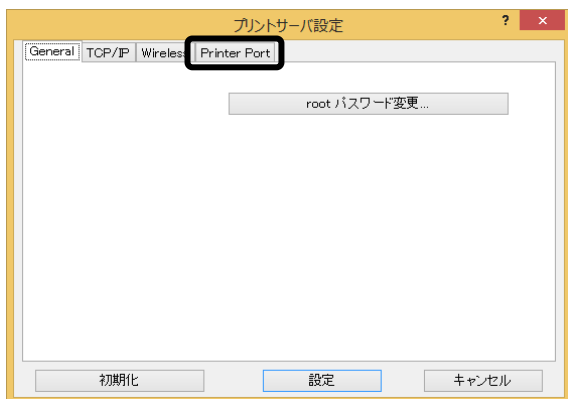 プリントサーバ設定 ? ×
General TCP/IP Wireless Printer Port
root パスワード変更...
初期化 設定 キャンセル